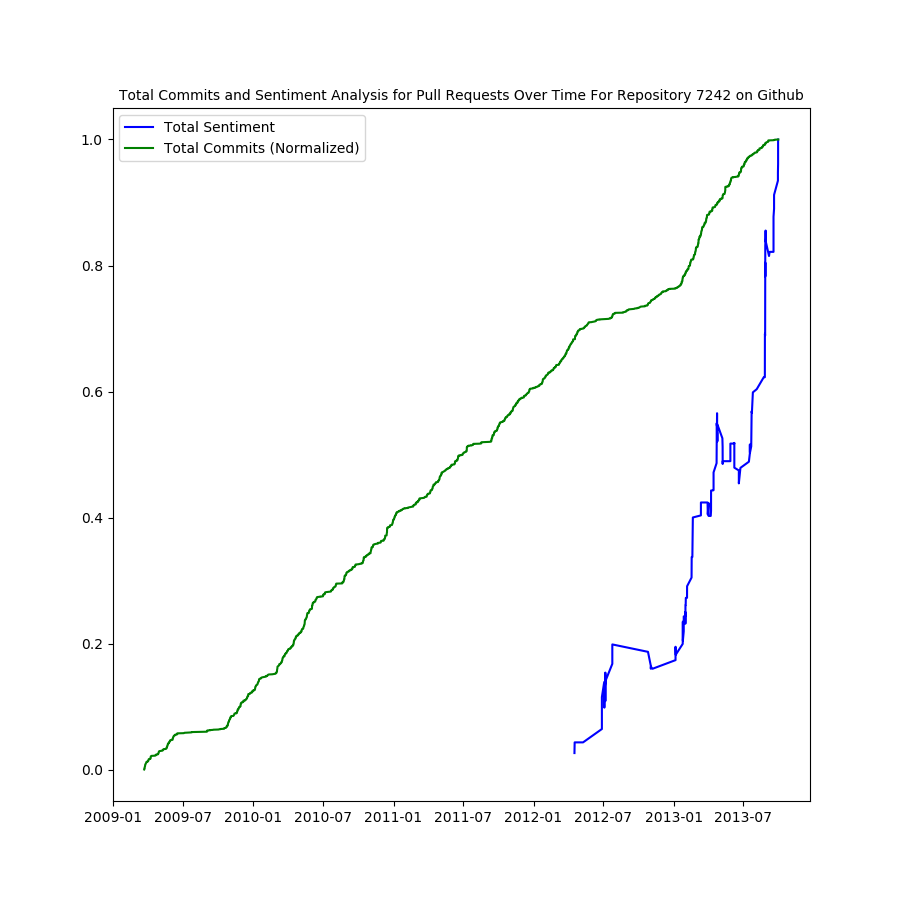 Total Commits and Sentiment Analysis for Pull Requests Over Time For Repository 7242 on Github
Total Sentiment
Total Commits (Normalized)
1.0
0.8
0.6
0.4
0.2
0.0
2009-01 2009-07 2010-01 2010-07 2011-01 2011-07 2012-01 2012-07 2013-01 2013-07